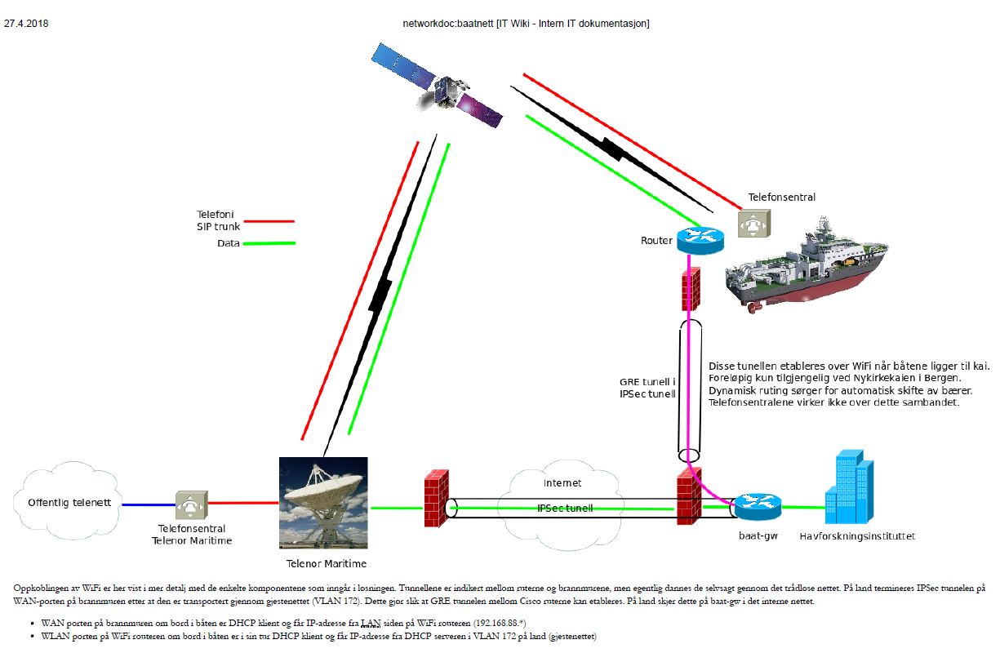 27.4.2018
networkdoc:baatnett [IT Wiki - Intern IT dokumentasjon]
Telefonsentral
Telefoni
SIP trunk
Data
Router
GRE tunell i
IPSec tunell
Disse tunellen etableres over WiFi når båtene ligger til kai.
Foreløpig kun tilgjengelig ved Nykirkekaien i Bergen.
Dynamisk ruting sørger for automatisk skifte av bærer.
Telefonsentralene virker ikke over dette sambandet.
Offentlig telenett
Telefonsentral
Telenor Maritime
Telenor Maritime
Internet
IPSec tunell
baat-gw
Havforskningsinstituttet
Oppkoblingen av WiFi er her vist i mer detalj med de enkelte komponentene som inngår i løsningen. Tunnellene er indikert mellom ruterne og brannmurene, men egentlig dannes de selvsagt gennom det trådløse nettet. På land termineres IPSec tunnelen på
WAN-porten på brannmuren etter at den er transportert gjennom gjestenettet (VLAN 172). Dette gjør slik at GRE tunnelen mellom Cisco ruterne kan etableres. På land skjer dette på baat-gw i det interne nettet.
• WAN porten på brannmuren om bord i båten er DHCP klient og får IP-adresse fra LAN siden på WiFi routeren (192.168.88.*)
• WLAN porten på WiFi routeren om bord i båten er i sin tur DHCP klient og får IP-adresse fra DHCP serveren i VLAN 172 på land (gjestenettet)